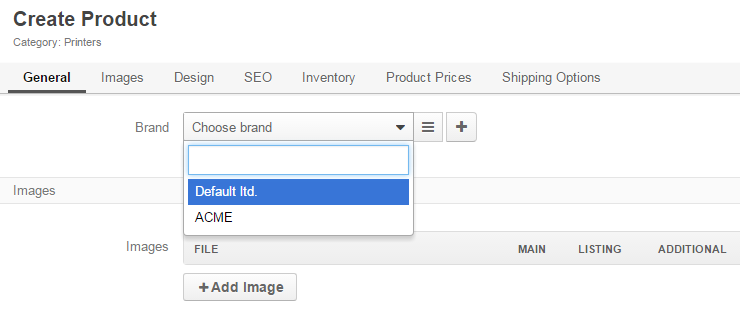 Create Product
Category: Printers
General Images Design SEO Inventory Product Prices Shipping Options
Brand Choose brand
Default ltd.
Images
ACME
Images FILE MAIN LISTING ADDITIONAL
+Add Image